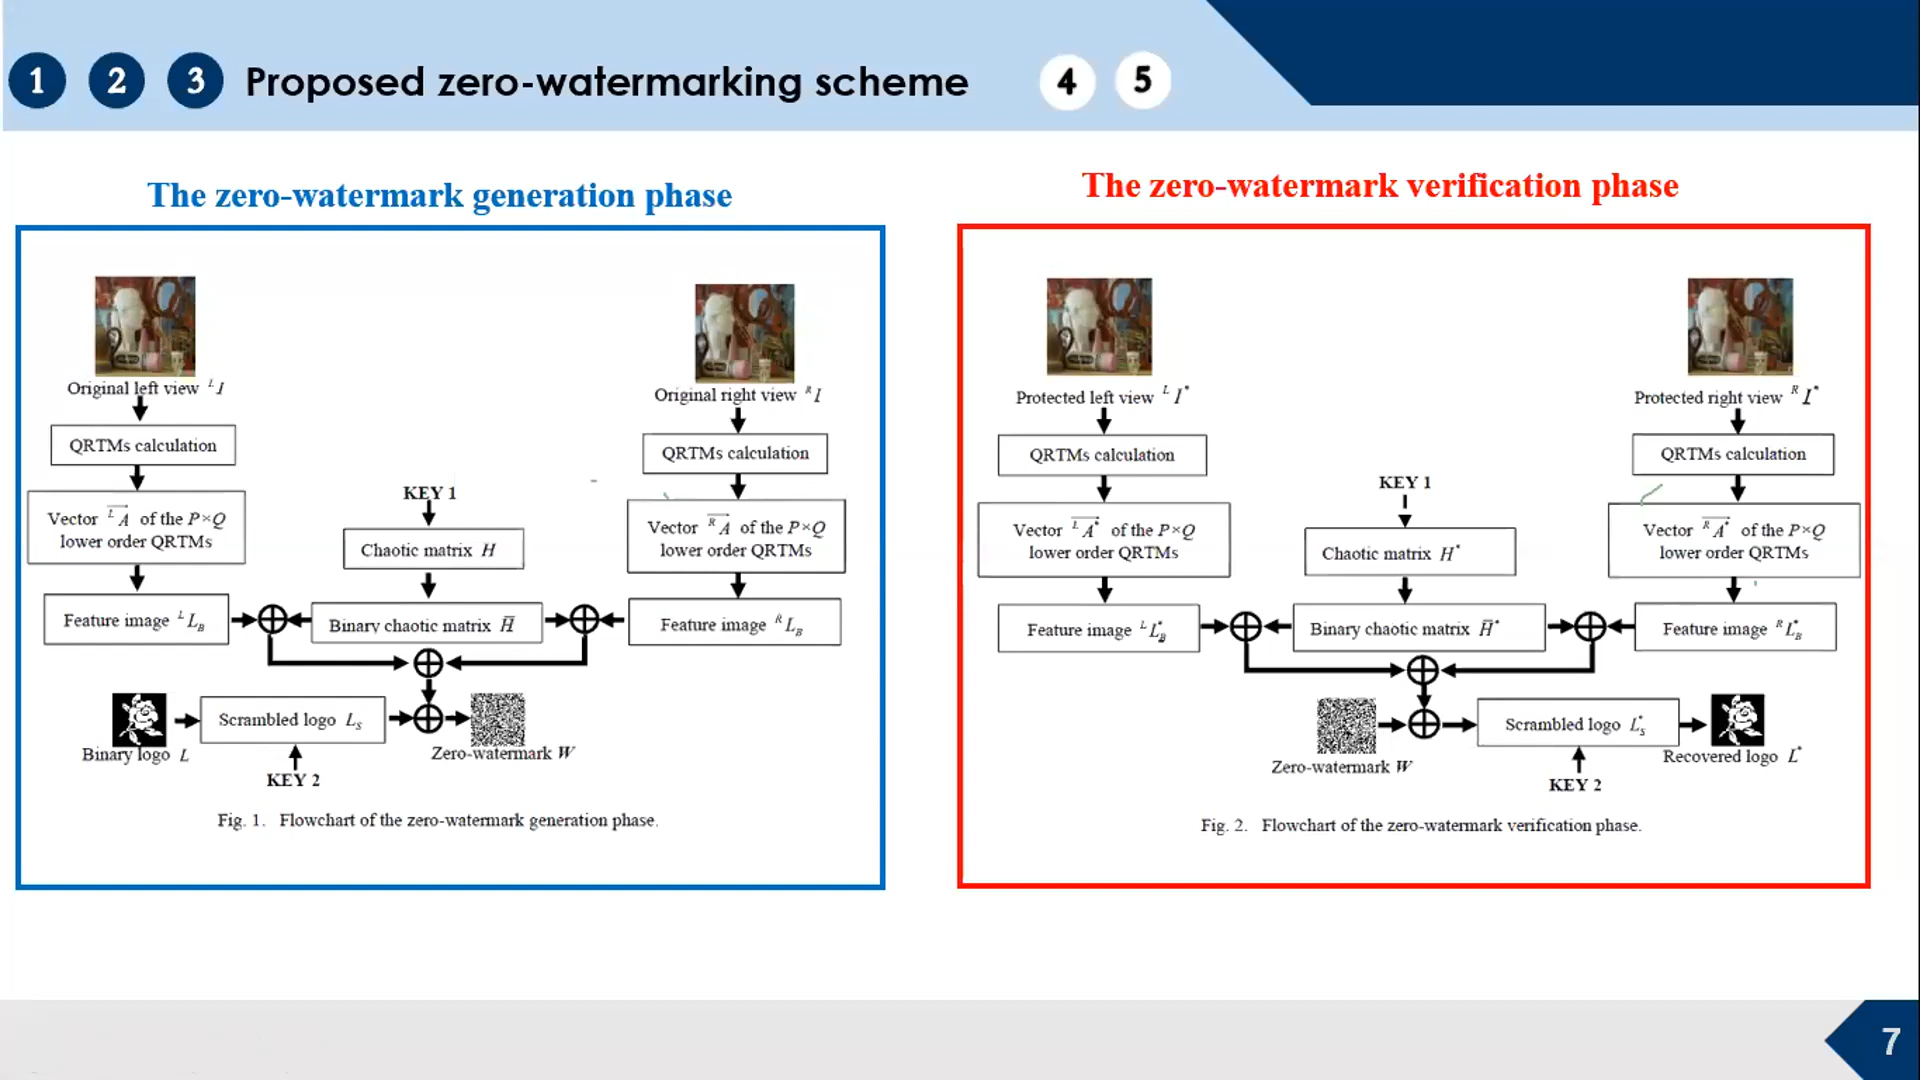 1 2 3 Proposed zero-watermarking scheme 4 5
The zero-watermark generation phase
Original left view ᴸI
Original right view ᴿI
QRTMs calculation
QRTMs calculation
Vector ᴸA⃗ of the P×Q
lower order QRTMs
KEY 1
Vector ᴿA⃗ of the P×Q
lower order QRTMs
Chaotic matrix H
Feature image ᴸL_B
Binary chaotic matrix H̄
Feature image ᴿL_B
Binary logo L
Scrambled logo L_S
Zero-watermark W
KEY 2
Fig. 1. Flowchart of the zero-watermark generation phase.
The zero-watermark verification phase
Protected left view ᴸI*
Protected right view ᴿI*
QRTMs calculation
QRTMs calculation
KEY 1
Vector ᴸA⃗* of the P×Q
lower order QRTMs
Chaotic matrix H*
Vector ᴿA⃗* of the P×Q
lower order QRTMs
Feature image ᴸL*_B
Binary chaotic matrix H̄*
Feature image ᴿL*_B
Zero-watermark W
Scrambled logo L*_S
Recovered logo L*
KEY 2
Fig. 2. Flowchart of the zero-watermark verification phase.
7